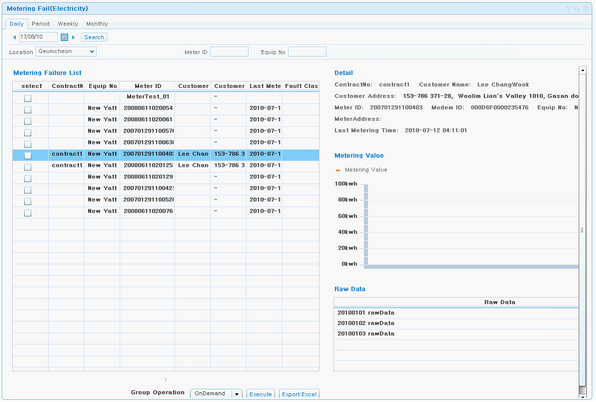 Metering Fail(Electricity)
Daily Period Weekly Monthly
17/08/10 Search
Location Geumcheon Meter ID Equip No
Metering Failure List
select ContractN Equip No Meter ID Customer Customer Last Mete Fault Clas
MeterTest_01 -
New Yatt 20080611020054 - 2010-07-1
New Yatt 20080611020061 - 2010-07-1
New Yatt 200701291100570 - 2010-07-1
New Yatt 200701291100630 - 2010-07-1
contract1 New Yatt 200701291100403 Lee Chan 153-786 3 2010-07-1
contract1 New Yatt 20080611020125 Lee Chan 153-786 3 2010-07-1
New Yatt 20080611020129 - 2010-07-1
New Yatt - 2010-07-1
New Yatt - 2010-07-1
New Yatt 20080611020076 - 2010-07-1
1
Group Operation OnDemand Execute Export Excel
Detail
ContractNo: contract1 Customer Name: Lee ChangWook
Customer Address: 153-786 371-28, Woolim Lion's Valley 1010, Gasan do
Meter ID: 200701291100403 Modem ID: 000D6F0000235476 Equip No: N
MeterAddress:
Last Metering Time: 2010-07-12 04:11:01
Metering Value
Metering Value
100kwh
80kwh
60kwh
40kwh
20kwh
0kwh
Raw Data
Raw Data
20100101 rawData
20100102 rawData
20100103 rawData